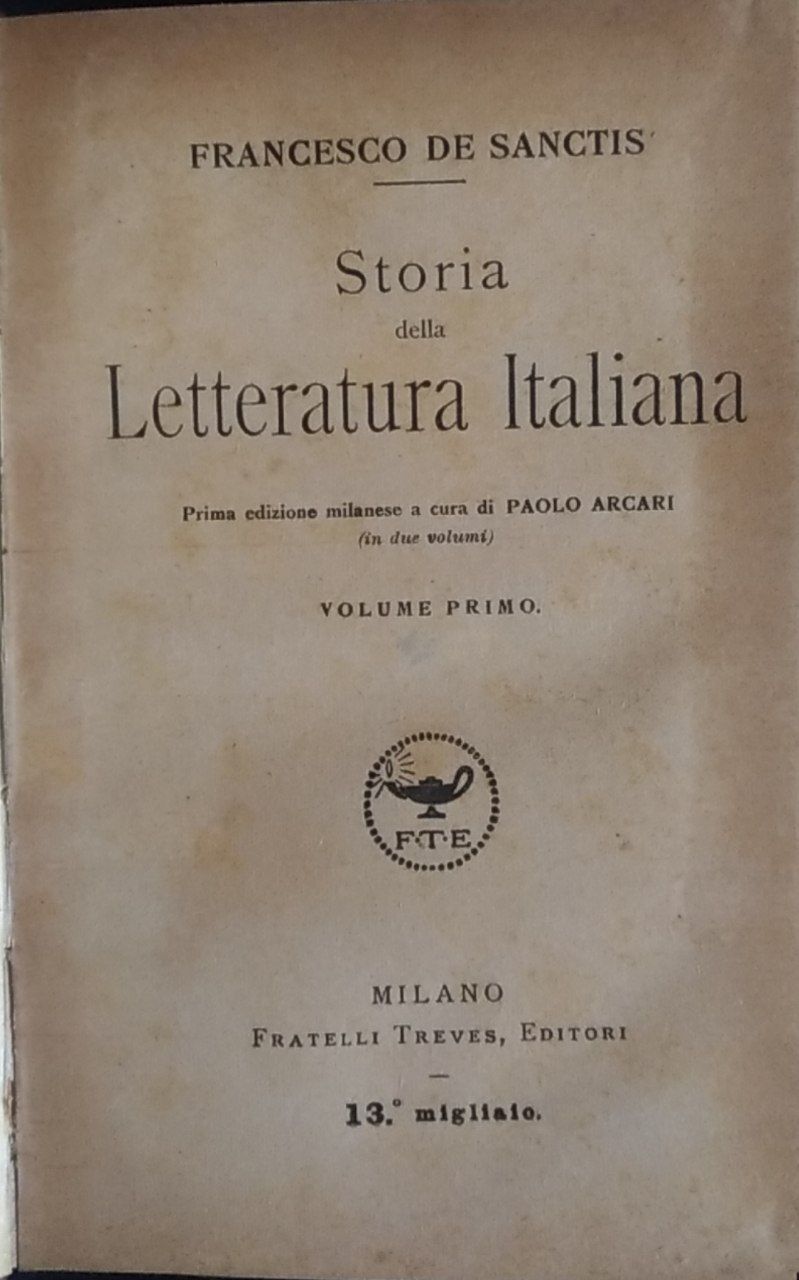 FRANCESCO DE SANCTIS
Storia
della
Letteratura Italiana
Prima edizione milanese a cura di PAOLO ARCARI
(in due volumi)
VOLUME PRIMO.
F·T·E
MILANO
FRATELLI TREVES, EDITORI
13.° migliaio.